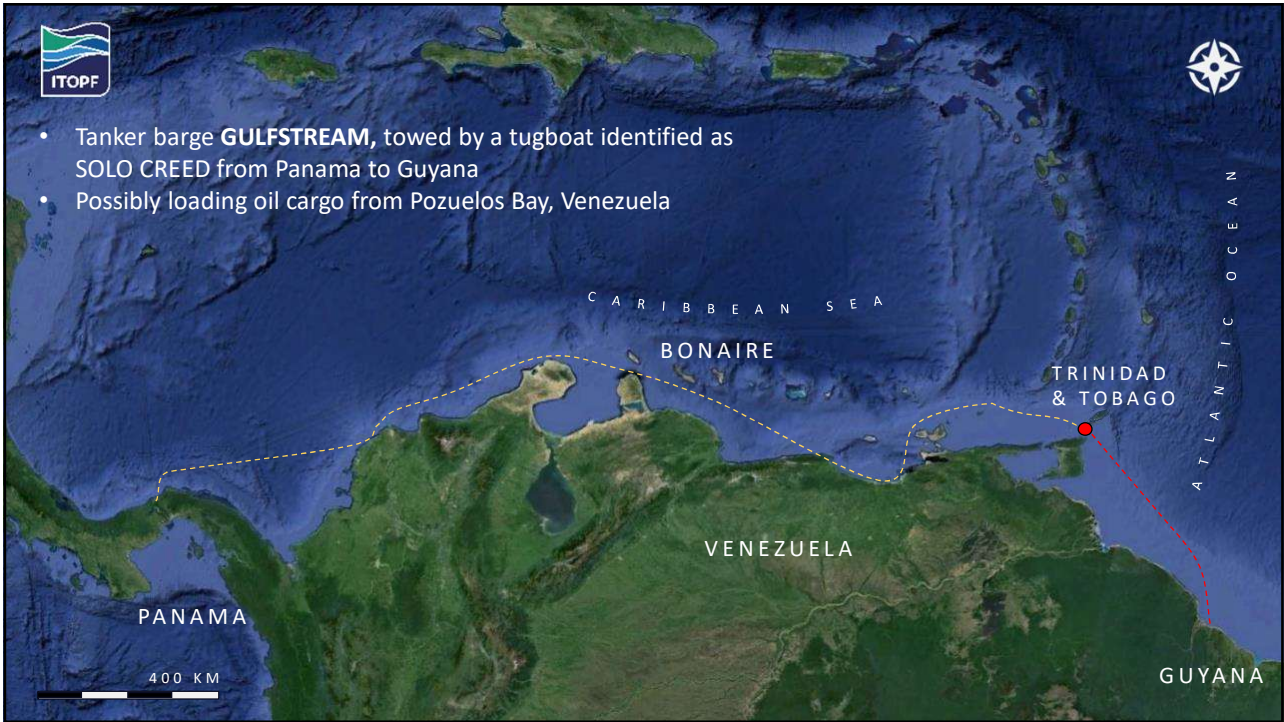 ITOPF
• Tanker barge GULFSTREAM, towed by a tugboat identified as
SOLO CREED from Panama to Guyana
• Possibly loading oil cargo from Pozuelos Bay, Venezuela
CARIBBEAN SEA
ATLANTIC OCEAN
BONAIRE
TRINIDAD
& TOBAGO
VENEZUELA
PANAMA
GUYANA
400 KM